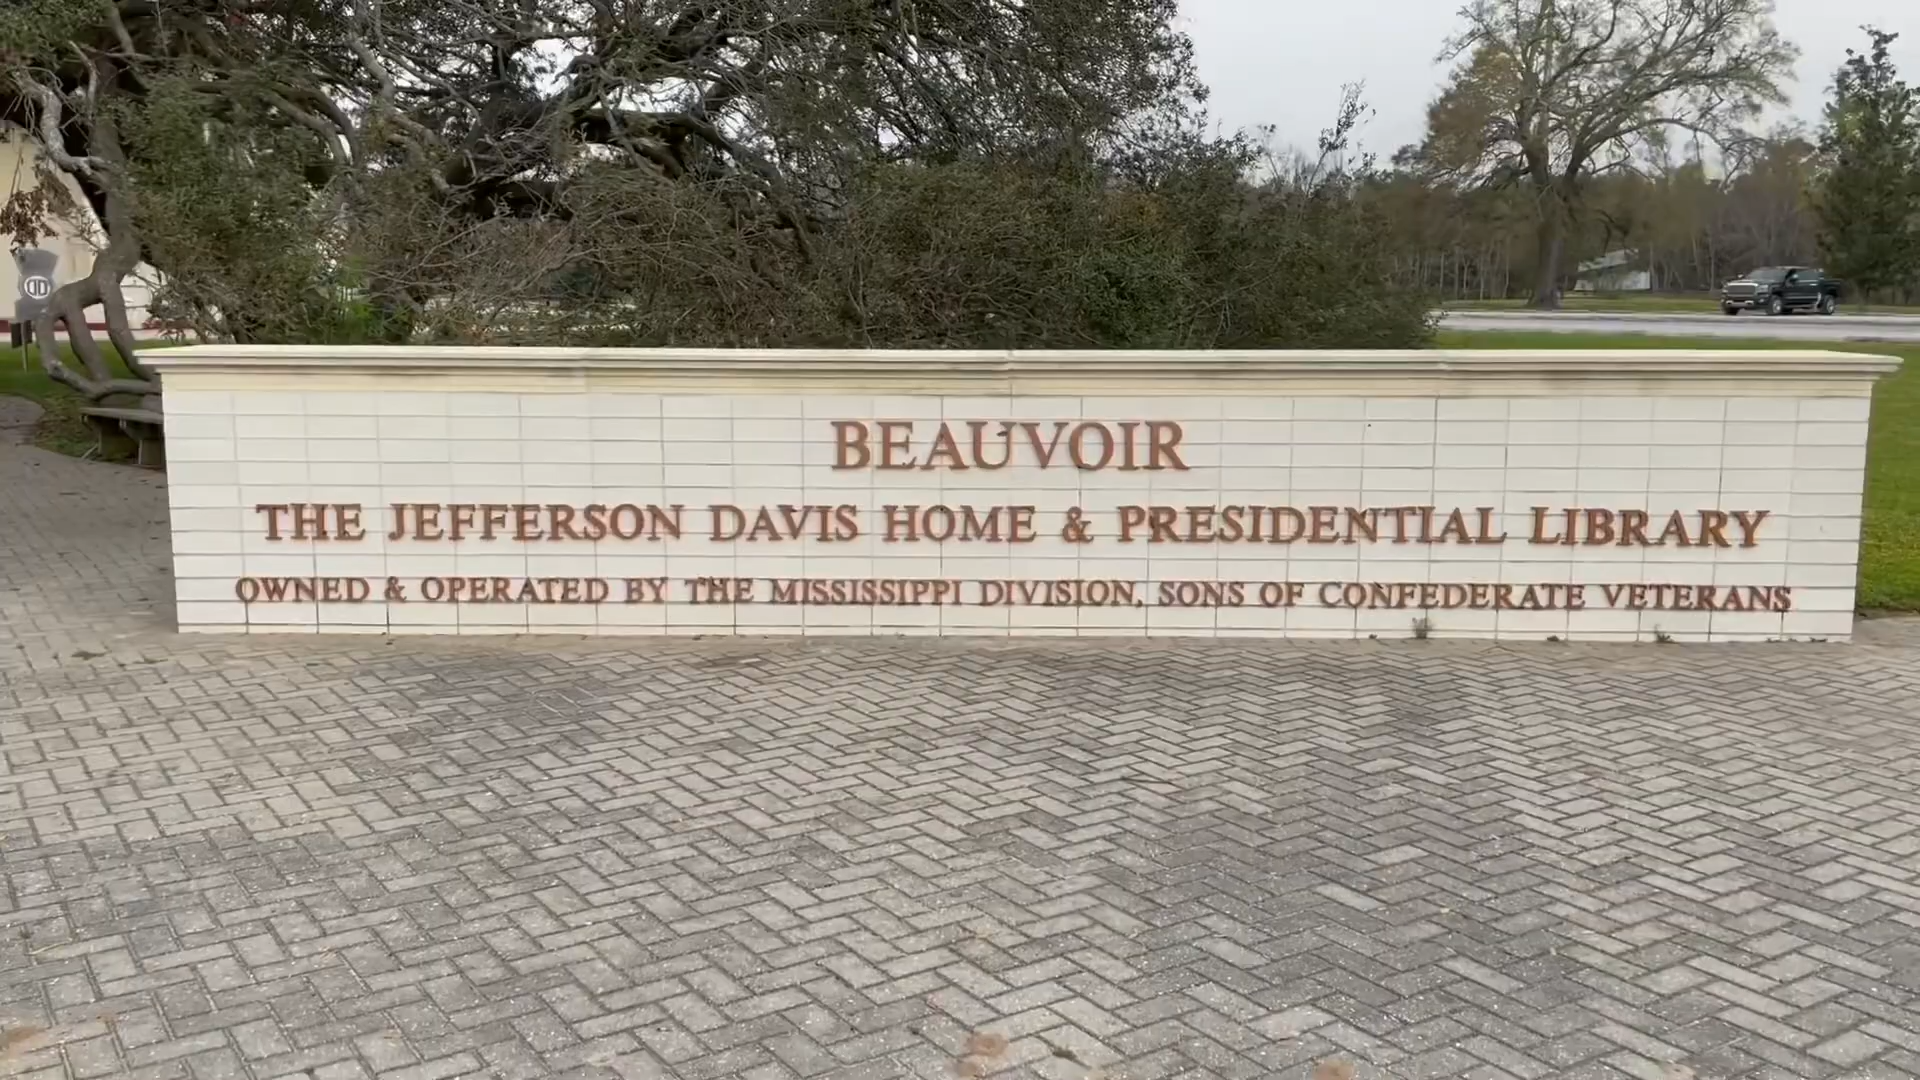 BEAUVOIR
THE JEFFERSON DAVIS HOME & PRESIDENTIAL LIBRARY
OWNED & OPERATED BY THE MISSISSIPPI DIVISION, SONS OF CONFEDERATE VETERANS